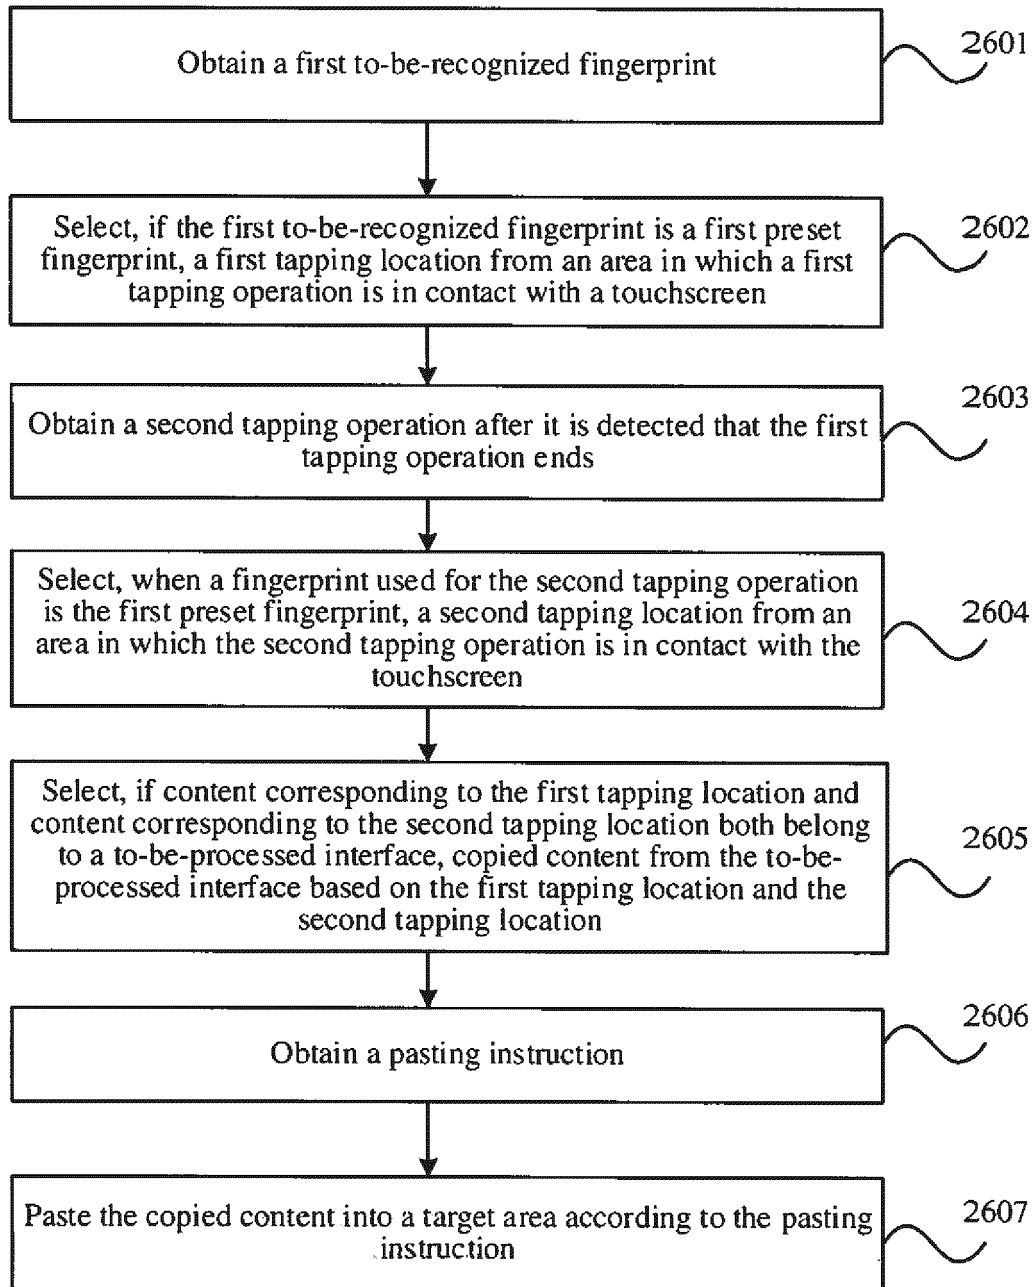 Obtain a first to-be-recognized fingerprint
2601
Select, if the first to-be-recognized fingerprint is a first preset
fingerprint, a first tapping location from an area in which a first
tapping operation is in contact with a touchscreen
2602
Obtain a second tapping operation after it is detected that the first
tapping operation ends
2603
Select, when a fingerprint used for the second tapping operation
is the first preset fingerprint, a second tapping location from an
area in which the second tapping operation is in contact with the
touchscreen
2604
Select, if content corresponding to the first tapping location and
content corresponding to the second tapping location both belong
to a to-be-processed interface, copied content from the to-be-
processed interface based on the first tapping location and the
second tapping location
2605
Obtain a pasting instruction
2606
Paste the copied content into a target area according to the pasting
instruction
2607